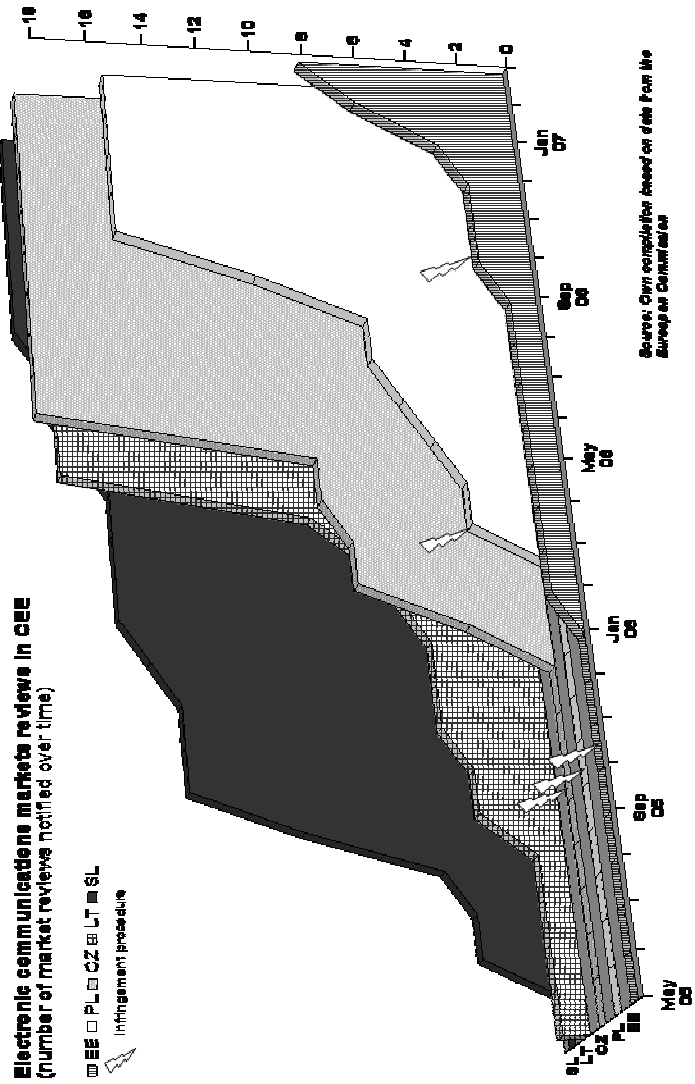 Electronic communications markets reviews in CEE
(number of market reviews notified over time)
EE PL CZ LT SL
Infringement procedure
18
16
14
12
10
8
6
4
2
0
SL
LT
CZ
PL
EE
May
05
Sep
05
Jan
06
May
06
Sep
06
Jan
07
Source: Own compilation based on data from the
European Commission